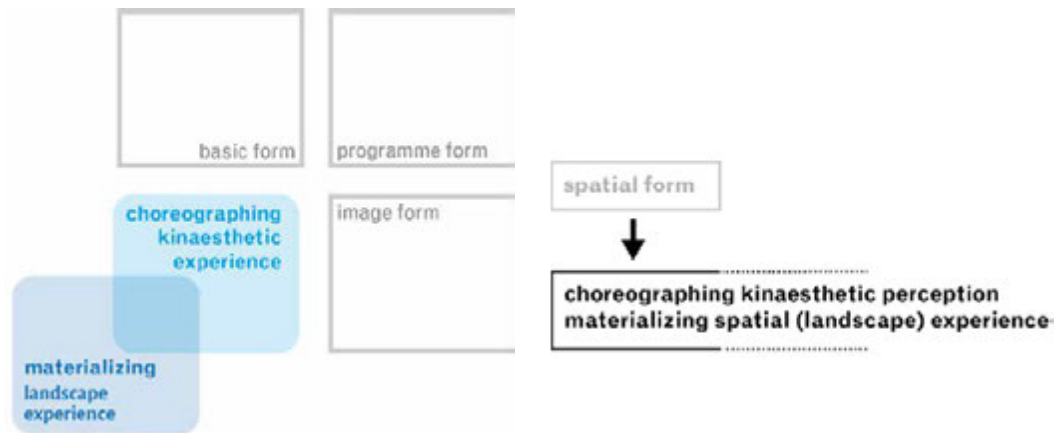 basic form
programme form
choreographing
kinaesthetic
experience
image form
materializing
landscape
experience
spatial form
choreographing kinaesthetic perception
materializing spatial (landscape) experience